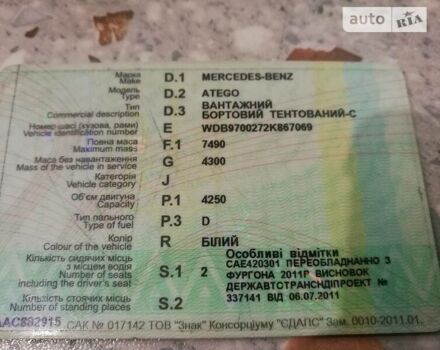 auto RIA
Марка D.1 MERCEDES-BENZ
Make
Модель D.2 ATEGO
Type
Тип D.3 ВАНТАЖНИЙ
Commercial description БОРТОВИЙ ТЕНТОВАНИЙ-С
Номер шасі (кузова, рами) E WDB9700272K867069
Vehicle identification number
Повна маса F.1 7490
Maximum mass
Маса без навантаження G 4300
Mass of the vehicle in service
Категорія J
Vehicle category
Об'єм двигуна P.1 4250
Capacity
Тип пального P.3 D
Type of fuel
Колір R БІЛИЙ
Colour of the vehicle
Кількість сидячих місць Особливі відмітки
з місцем водія S.1 2 САЕ420301 ПЕРЕОБЛАДНАННО З
Number of seats ФУРГОНА 2011Р ВИСНОВОК
including the driver's seat ДЕРЖАВТОТРАНСНДІПРОЕКТ №
Кількість стоячих місць S.2 337141 ВІД 06.07.2011
Number of standing places
САК № 017142 ТОВ "Знак" Консорціуму "ЄДАПС" Зам. 0010-2011.01.